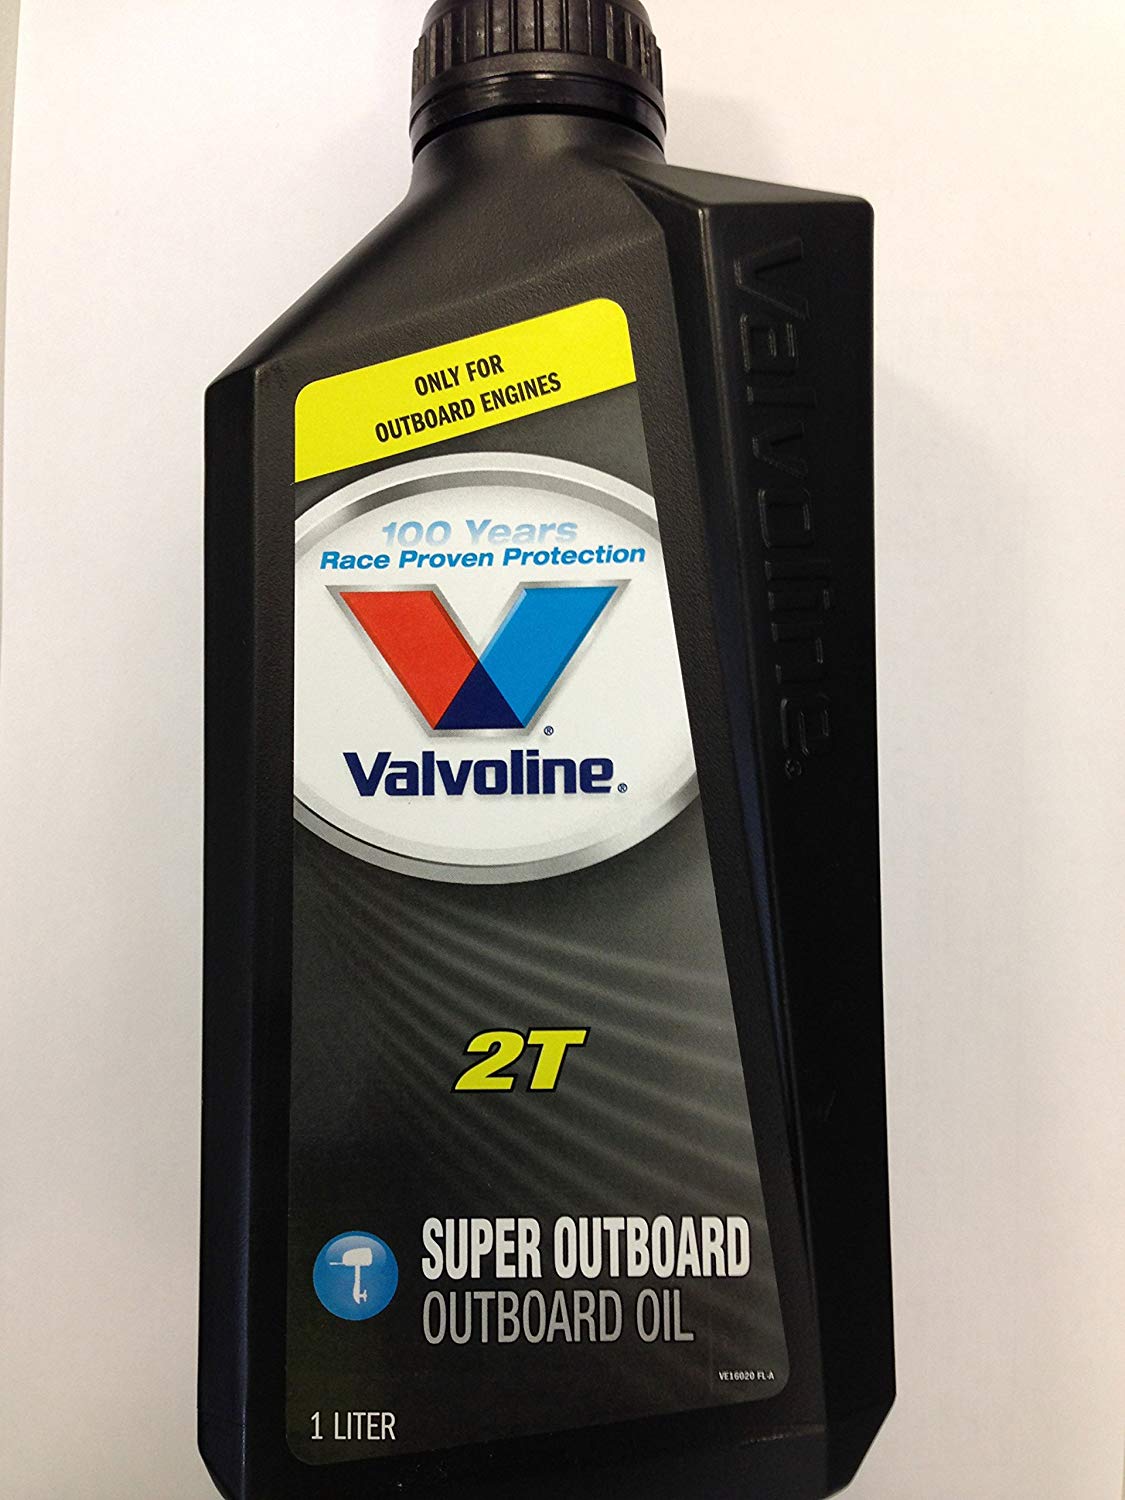 ONLY FOR
OUTBOARD ENGINES
100 Years
Race Proven Protection
®
Valvoline®
Valvoline®
2T
SUPER OUTBOARD
OUTBOARD OIL
VE16020 FL-A
1 LITER